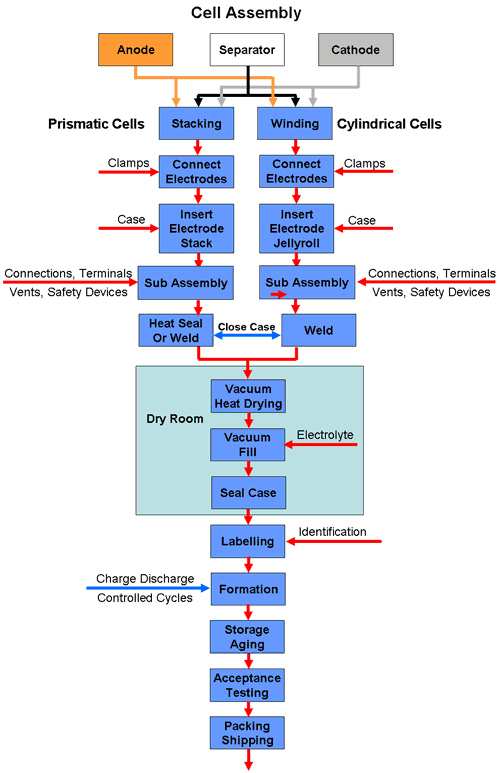 Cell Assembly
Anode
Separator
Cathode
Prismatic Cells
Stacking
Winding
Cylindrical Cells
Clamps
Connect
Electrodes
Connect
Electrodes
Clamps
Case
Insert
Electrode
Stack
Insert
Electrode
Jellyroll
Case
Connections, Terminals
Vents, Safety Devices
Sub Assembly
Sub Assembly
Connections, Terminals
Vents, Safety Devices
Heat Seal
Or Weld
Close Case
Weld
Dry Room
Vacuum
Heat Drying
Vacuum
Fill
Electrolyte
Seal Case
Labelling
Identification
Charge Discharge
Controlled Cycles
Formation
Storage
Aging
Acceptance
Testing
Packing
Shipping